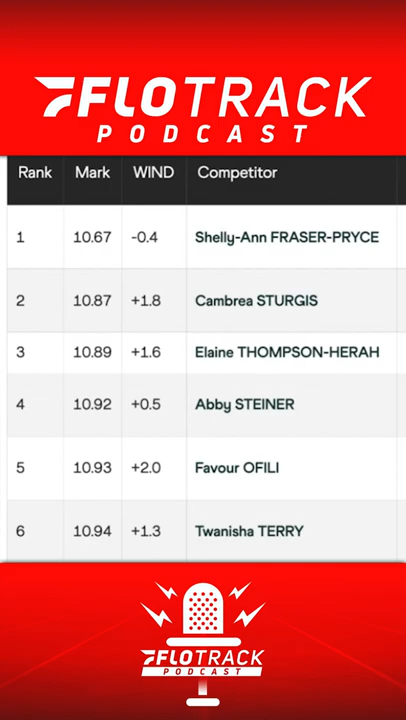 FLOTRACK
PODCAST
Rank Mark WIND Competitor
1 10.67 -0.4 Shelly-Ann FRASER-PRYCE
2 10.87 +1.8 Cambrea STURGIS
3 10.89 +1.6 Elaine THOMPSON-HERAH
4 10.92 +0.5 Abby STEINER
5 10.93 +2.0 Favour OFILI
6 10.94 +1.3 Twanisha TERRY
FLOTRACK
PODCAST